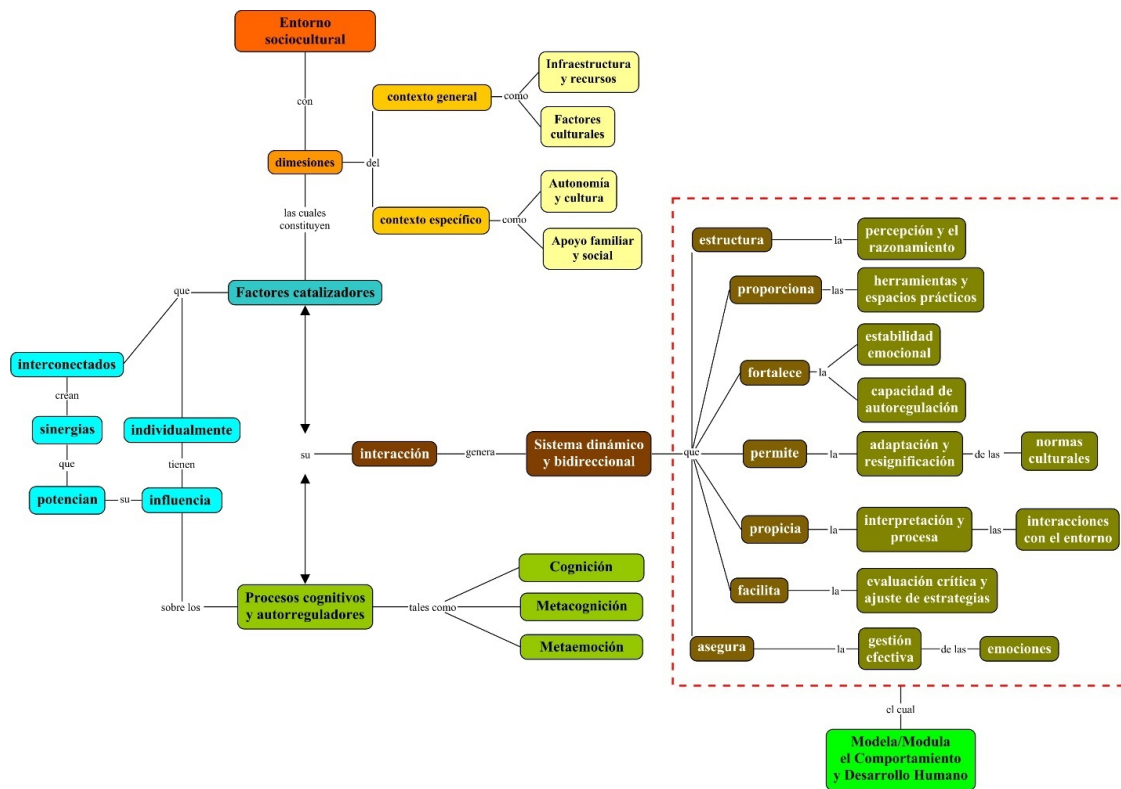 Entorno
sociocultural
con
dimesiones
del
contexto general
como
Infraestructura
y recursos
Factores
culturales
contexto específico
como
Autonomía
y cultura
Apoyo familiar
y social
las cuales
constituyen
Factores catalizadores
que
interconectados
crean
sinergias
que
potencian
su
influencia
individualmente
tienen
sobre los
Procesos cognitivos
y autorreguladores
tales como
Cognición
Metacognición
Metaemoción
su
interacción
genera
Sistema dinámico
y bidireccional
que
estructura
la
percepción y el
razonamiento
proporciona
las
herramientas y
espacios prácticos
fortalece
la
estabilidad
emocional
capacidad de
autoregulación
permite
la
adaptación y
resignificación
de las
normas
culturales
propicia
la
interpretación y
procesa
las
interacciones
con el entorno
facilita
la
evaluación crítica y
ajuste de estrategias
asegura
la
gestión
efectiva
de las
emociones
el cual
Modela/Modula
el Comportamiento
y Desarrollo Humano